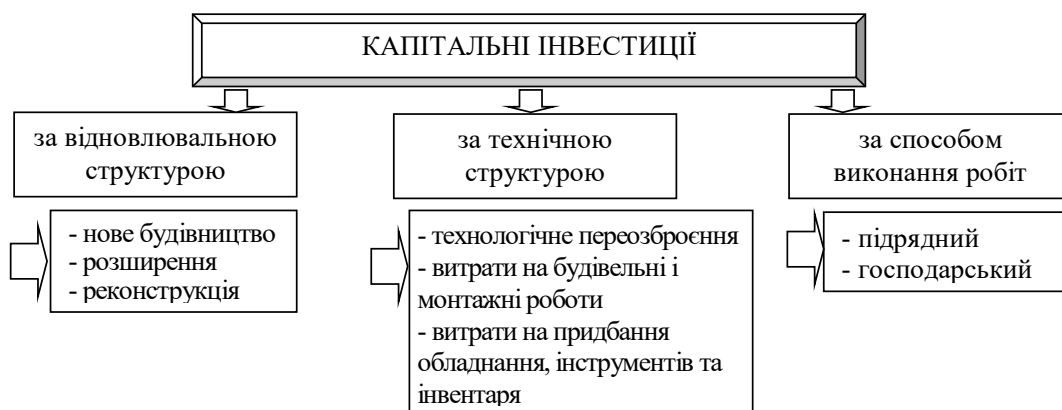 КАПІТАЛЬНІ ІНВЕСТИЦІЇ
за відновлювальною
структурою
за технічною
структурою
за способом
виконання робіт
- нове будівництво
- розширення
- реконструкція
- технологічне переозброєння
- витрати на будівельні і
монтажні роботи
- витрати на придбання
обладнання, інструментів та
інвентаря
- підрядний
- господарський